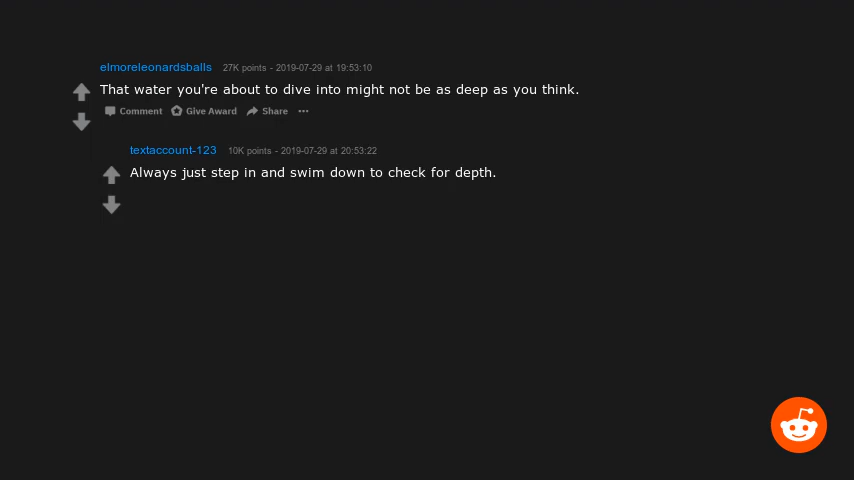 elmoreleonardsballs 27K points - 2019-07-29 at 19:53:10
That water you're about to dive into might not be as deep as you think.
Comment Give Award Share ···
textaccount-123 10K points - 2019-07-29 at 20:53:22
Always just step in and swim down to check for depth.